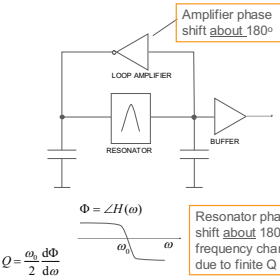 Amplifier phase
shift about 180º
LOOP AMPLIFIER
RESONATOR
BUFFER
Φ = ∠H(ω)
ω₀
ω
Q = ω₀/2 dΦ/dω
Resonator pha
shift about 180
frequency char
due to finite Q